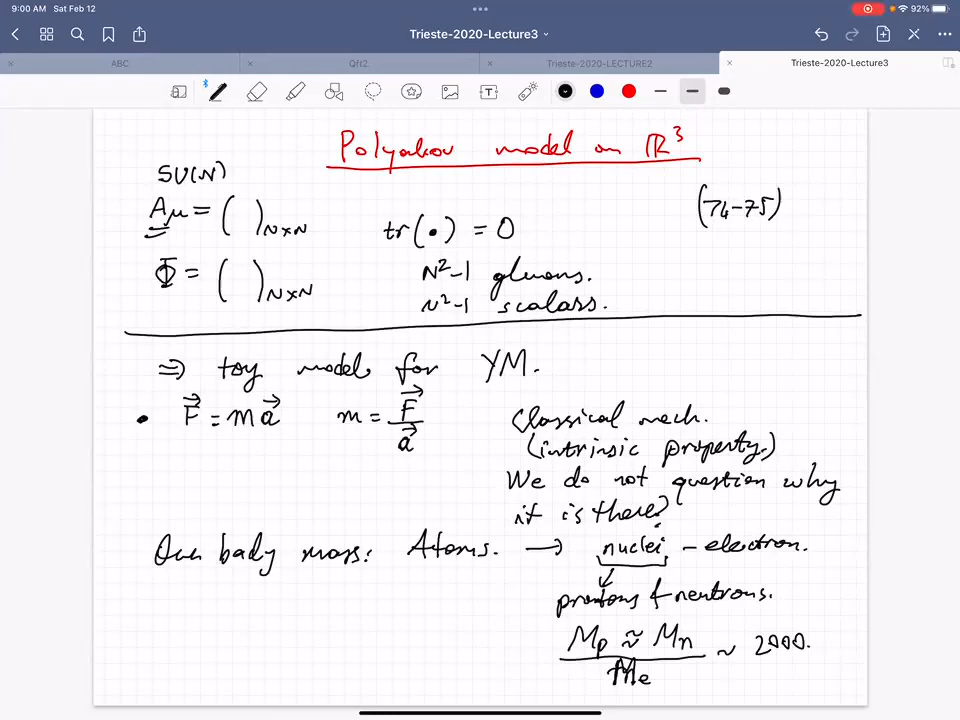 9:00 AM Sat Feb 12
92%
Trieste-2020-Lecture3
ABC
Qft2
Trieste-2020-LECTURE2
Trieste-2020-Lecture3
Polyakov model on ℝ³
SU(N)
(74-75)
Aμ = ( )N×N tr(•) = 0
Φ = ( )N×N N²-1 gluons.
N²-1 scalars.
⇒ toy model for YM.
• F⃗ = m a⃗ m = F⃗/a⃗ Classical mech.
(intrinsic property.)
We do not question why
it is there?
Our body mass: Atoms. → nuclei - electron.
protons & neutrons.
Mp ≈ Mn / Me ~ 2000.